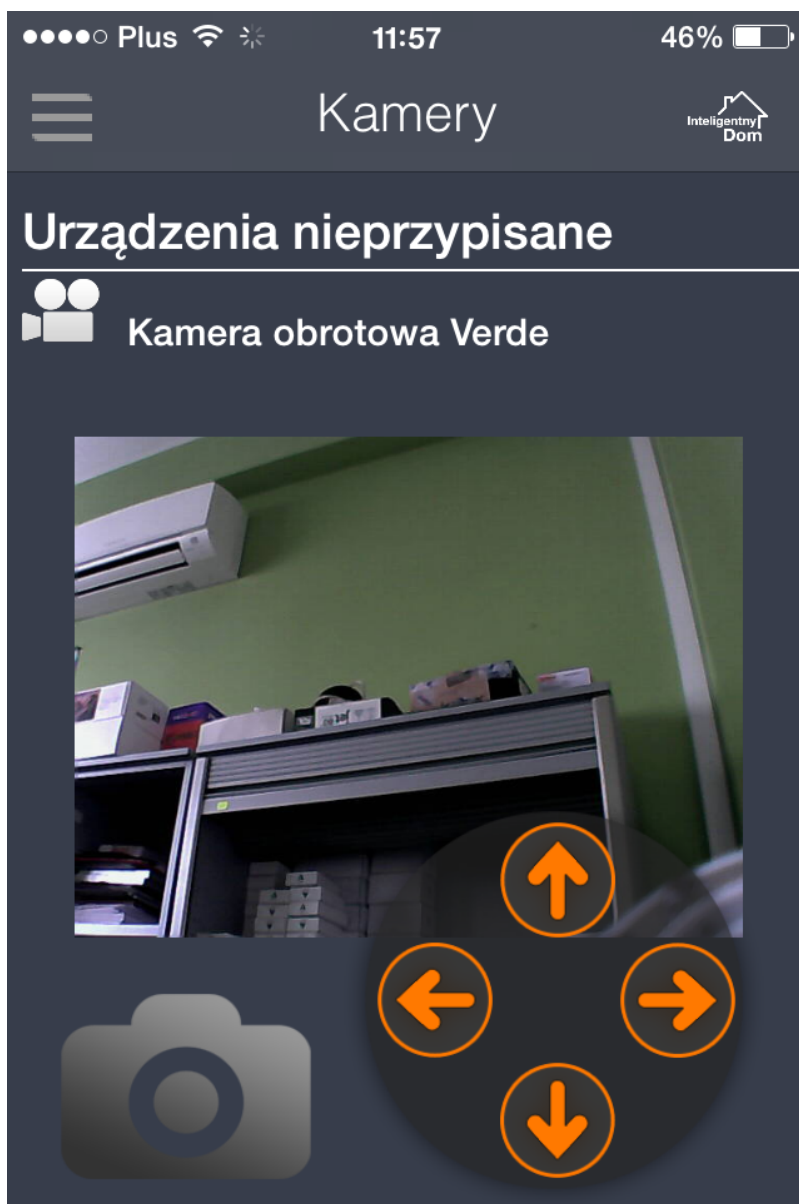 Plus 11:57 46%
Kamery
Inteligentny
Dom
Urządzenia nieprzypisane
Kamera obrotowa Verde